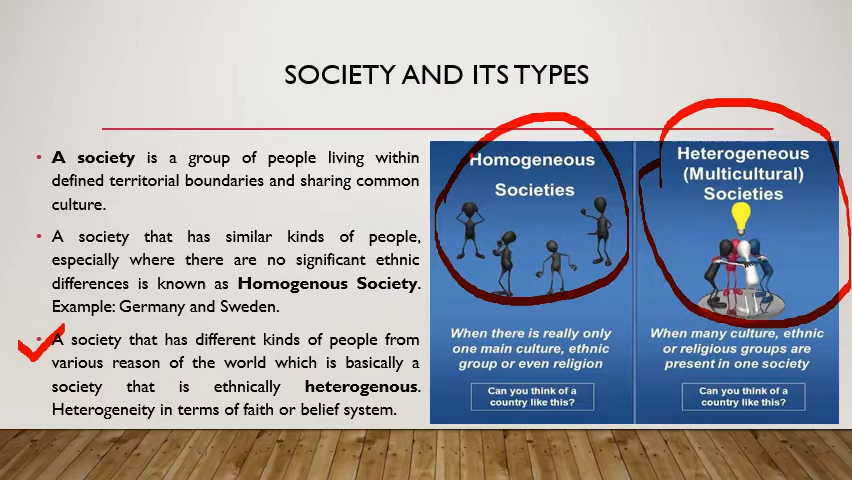 SOCIETY AND ITS TYPES
• A society is a group of people living within
defined territorial boundaries and sharing common
culture.
• A society that has similar kinds of people,
especially where there are no significant ethnic
differences is known as Homogenous Society.
Example: Germany and Sweden.
• A society that has different kinds of people from
various reason of the world which is basically a
society that is ethnically heterogenous.
Heterogeneity in terms of faith or belief system.
Homogeneous
Societies
When there is really only
one main culture, ethnic
group or even religion
Can you think of a
country like this?
Heterogeneous
(Multicultural)
Societies
When many culture, ethnic
or religious groups are
present in one society
Can you think of a
country like this?